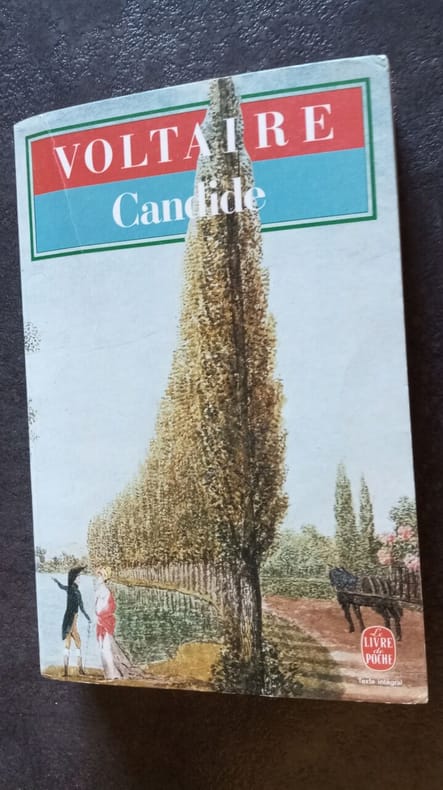 VOLTAIRE
Candide
Le
LIVRE
de
POCHE
Texte intégral